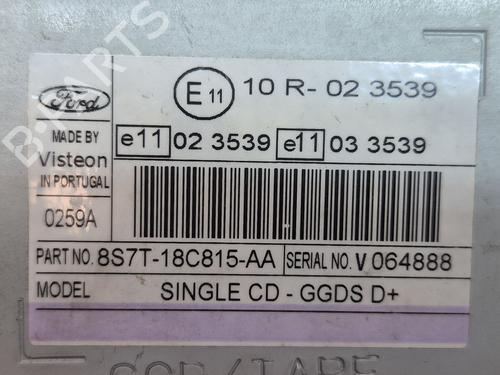 Ford
E 11 10 R- 02 3539
MADE BY
Visteon
IN PORTUGAL
e11 02 3539 e11 03 3539
0259A
PART NO. 8S7T-18C815-AA SERIAL NO. V 064888
MODEL SINGLE CD - GGDS D+
B-PARTS